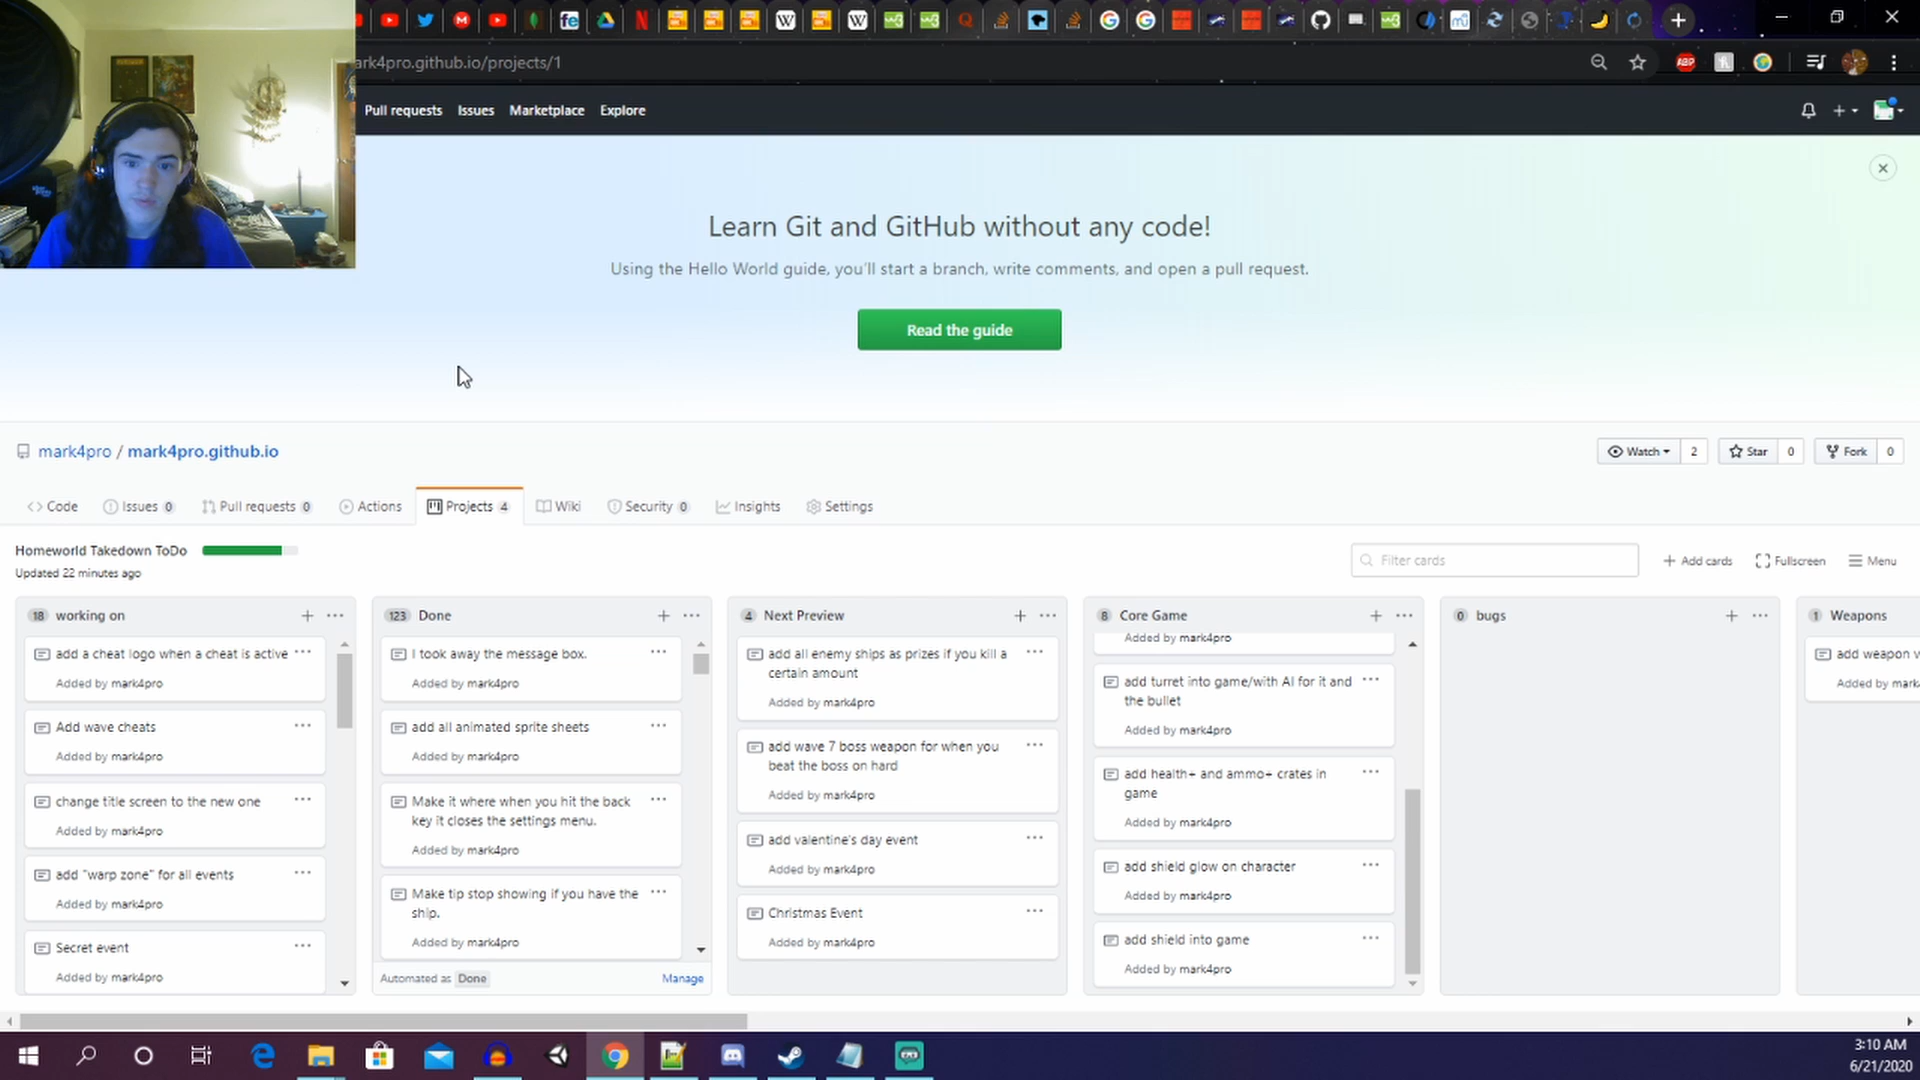 ark4pro.github.io/projects/1
Pull requests Issues Marketplace Explore
Learn Git and GitHub without any code!
Using the Hello World guide, you'll start a branch, write comments, and open a pull request.
Read the guide
mark4pro / mark4pro.github.io
Watch 2 Star 0 Fork 0
Code Issues 0 Pull requests 0 Actions Projects 4 Wiki Security 0 Insights Settings
Homeworld Takedown ToDo
Updated 22 minutes ago
Filter cards
+ Add cards Fullscreen Menu
18 working on
add a cheat logo when a cheat is active
Added by mark4pro
Add wave cheats
Added by mark4pro
change title screen to the new one
Added by mark4pro
add "warp zone" for all events
Added by mark4pro
Secret event
Added by mark4pro
123 Done
I took away the message box.
Added by mark4pro
add all animated sprite sheets
Added by mark4pro
Make it where when you hit the back
key it closes the settings menu.
Added by mark4pro
Make tip stop showing if you have the
ship.
Added by mark4pro
Automated as Done Manage
4 Next Preview
add all enemy ships as prizes if you kill a
certain amount
Added by mark4pro
add wave 7 boss weapon for when you
beat the boss on hard
Added by mark4pro
add valentine's day event
Added by mark4pro
Christmas Event
Added by mark4pro
8 Core Game
Added by mark4pro
add turret into game/with AI for it and
the bullet
Added by mark4pro
add health+ and ammo+ crates in
game
Added by mark4pro
add shield glow on character
Added by mark4pro
add shield into game
Added by mark4pro
0 bugs
1 Weapons
add weapon v
Added by mark
3:10 AM
6/21/2020